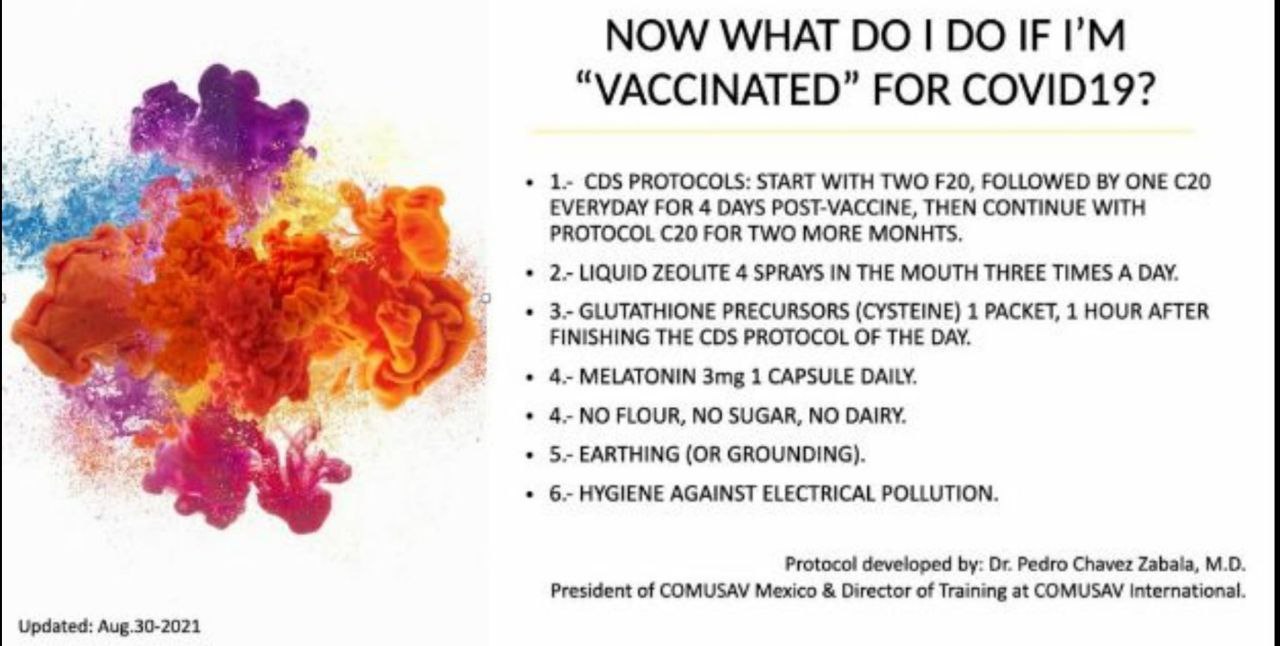 NOW WHAT DO I DO IF I'M
“VACCINATED” FOR COVID19?
• 1.- CDS PROTOCOLS: START WITH TWO F20, FOLLOWED BY ONE C20
EVERYDAY FOR 4 DAYS POST-VACCINE, THEN CONTINUE WITH
PROTOCOL C20 FOR TWO MORE MONHTS.
• 2.- LIQUID ZEOLITE 4 SPRAYS IN THE MOUTH THREE TIMES A DAY.
• 3.- GLUTATHIONE PRECURSORS (CYSTEINE) 1 PACKET, 1 HOUR AFTER
FINISHING THE CDS PROTOCOL OF THE DAY.
• 4.- MELATONIN 3mg 1 CAPSULE DAILY.
• 4.- NO FLOUR, NO SUGAR, NO DAIRY.
• 5.- EARTHING (OR GROUNDING).
• 6.- HYGIENE AGAINST ELECTRICAL POLLUTION.
Protocol developed by: Dr. Pedro Chavez Zabala, M.D.
President of COMUSAV Mexico & Director of Training at COMUSAV International.
Updated: Aug.30-2021